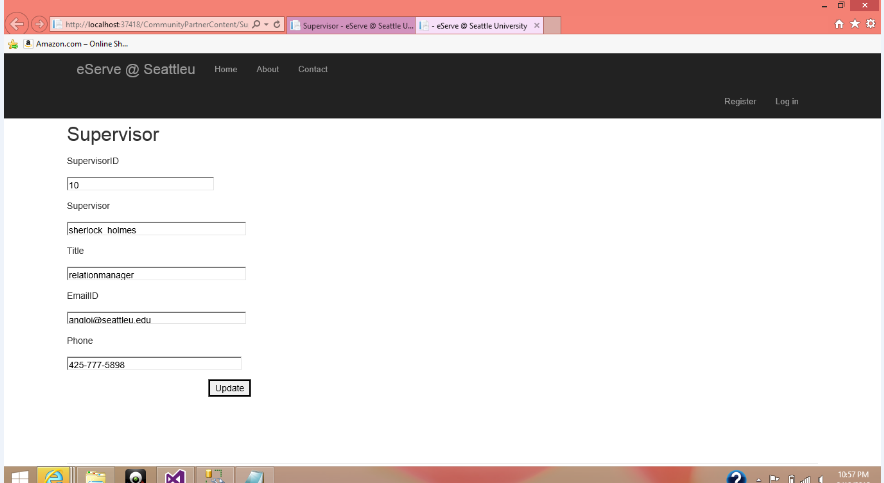 http://localhost:37418/CommunityPartnerContent/Su
Supervisor - eServe @ Seattle U...
- eServe @ Seattle University
Amazon.com – Online Sh...
eServe @ Seattleu
Home
About
Contact
Register
Log in
Supervisor
SupervisorID
10
Supervisor
sherlock holmes
Title
relationmanager
EmailID
angloi@seattleu.edu
Phone
425-777-5898
Update
10:57 PM